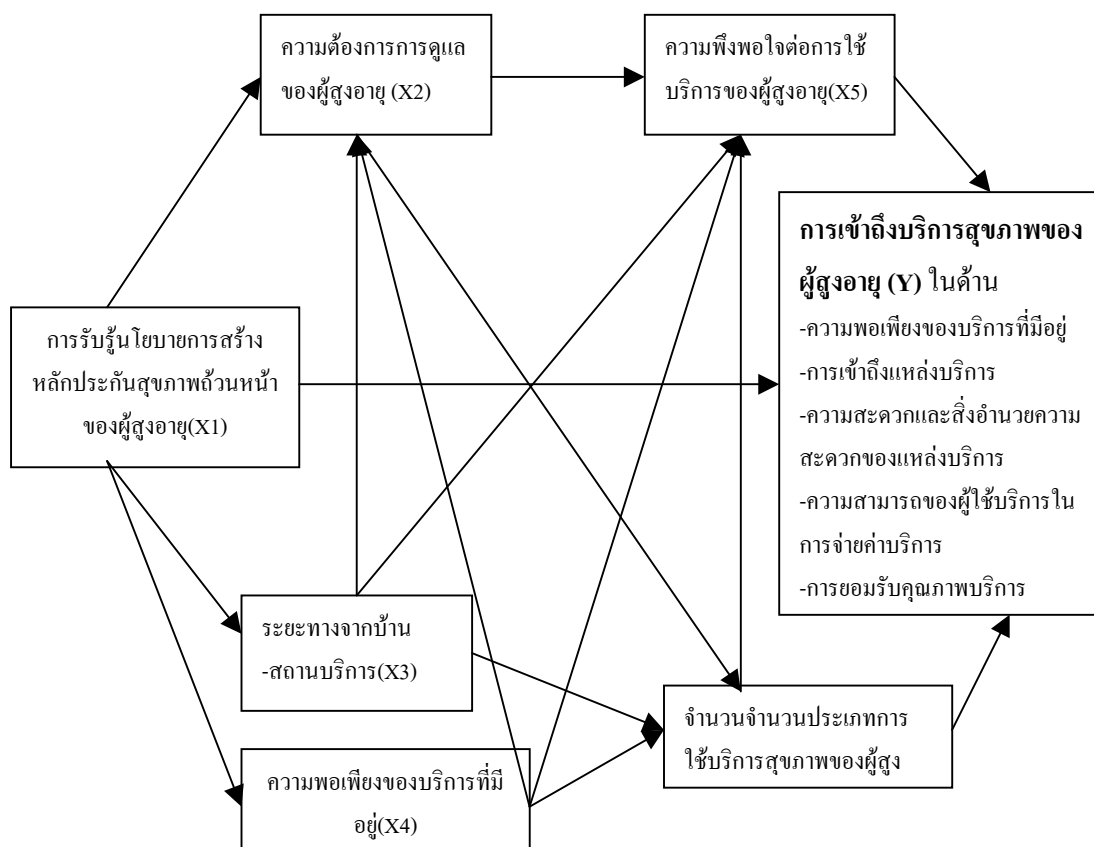 ความต้องการการดูแล
ของผู้สูงอายุ (X2)
ความพึงพอใจต่อการใช้
บริการของผู้สูงอายุ(X5)
การเข้าถึงบริการสุขภาพของ
ผู้สูงอายุ (Y) ในด้าน
-ความพอเพียงของบริการที่มีอยู่
-การเข้าถึงแหล่งบริการ
-ความสะดวกและสิ่งอำนวยความ
สะดวกของแหล่งบริการ
-ความสามารถของผู้ใช้บริการใน
การจ่ายค่าบริการ
-การยอมรับคุณภาพบริการ
การรับรู้นโยบายการสร้าง
หลักประกันสุขภาพถ้วนหน้า
ของผู้สูงอายุ(X1)
ระยะทางจากบ้าน
-สถานบริการ(X3)
จำนวนจำนวนประเภทการ
ใช้บริการสุขภาพของผู้สูง
ความพอเพียงของบริการที่มี
อยู่(X4)